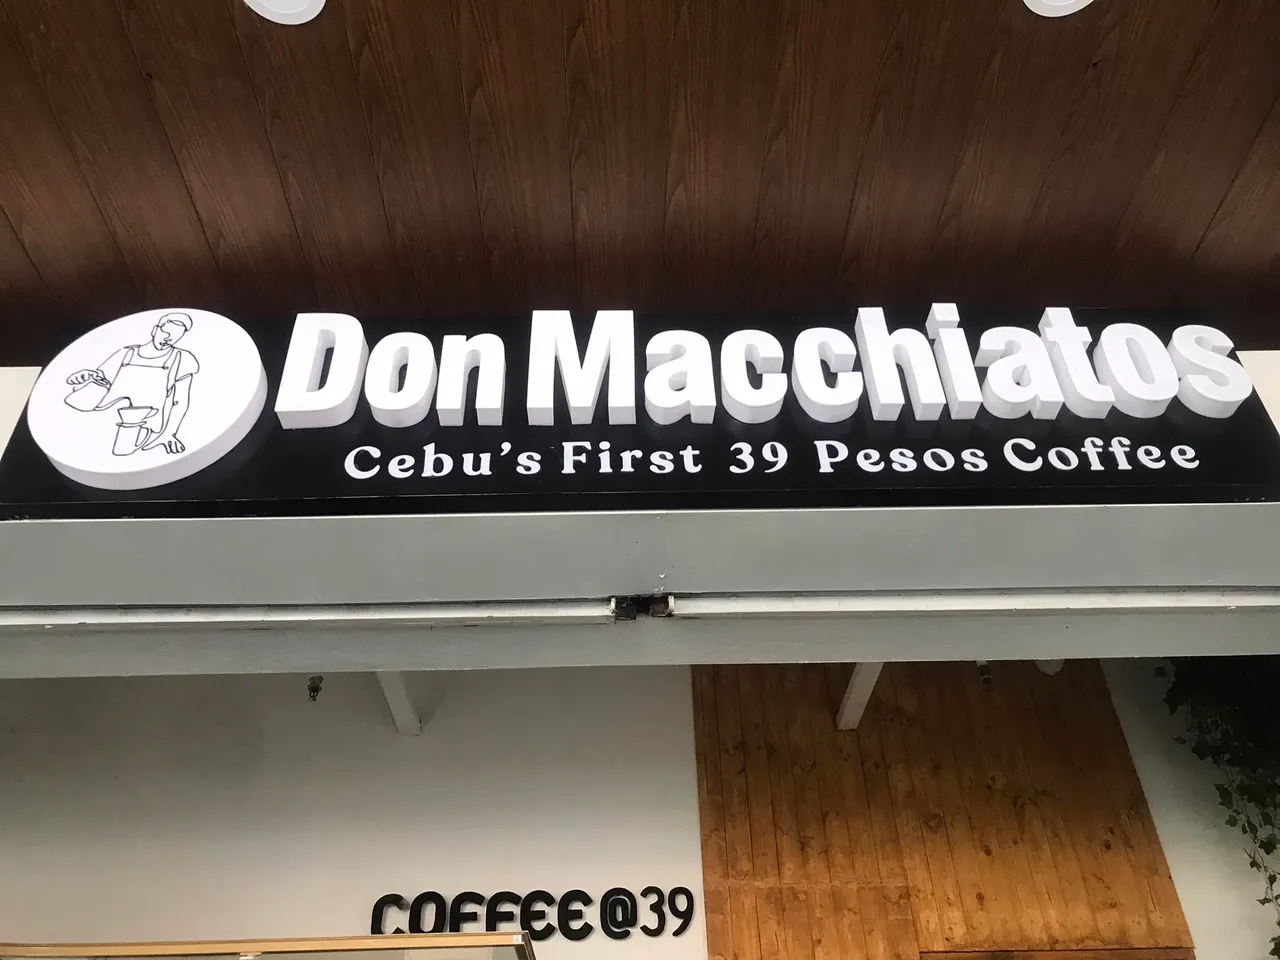 Don Macchiatos
Cebu's First 39 Pesos Coffee
COFFEE@39